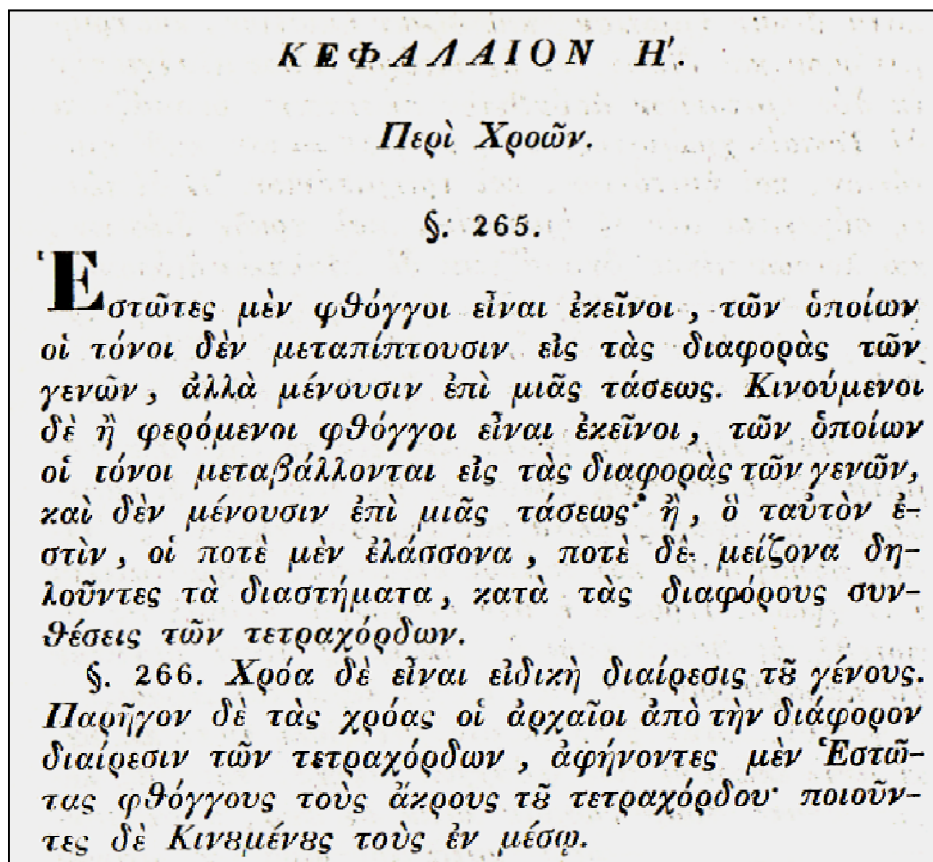 ΚΕΦΑΛΑΙΟΝ Η'.
Περὶ Χροῶν.
§. 265.
Ἑστῶτες μὲν φθόγγοι εἶναι ἐκεῖνοι, τῶν ὁποίων
οἱ τόνοι δὲν μεταπίπτουσιν εἰς τὰς διαφορὰς τῶν
γενῶν, ἀλλὰ μένουσιν ἐπὶ μιᾶς τάσεως. Κινούμενοι
δὲ ἢ φερόμενοι φθόγγοι εἶναι ἐκεῖνοι, τῶν ὁποίων
οἱ τόνοι μεταβάλλονται εἰς τὰς διαφορὰς τῶν γενῶν,
καὶ δὲν μένουσιν ἐπὶ μιᾶς τάσεως· ἢ, ὃ ταὐτὸν ἐ-
στὶν, οἱ ποτὲ μὲν ἐλάσσονα, ποτὲ δὲ μείζονα δη-
λοῦντες τὰ διαστήματα, κατὰ τὰς διαφόρους συν-
θέσεις τῶν τετραχόρδων.
§. 266. Χρόα δὲ εἶναι εἰδικὴ διαίρεσις τȣ͂ γένους.
Παρῆγον δὲ τὰς χρόας οἱ ἀρχαῖοι ἀπὸ τὴν διάφορον
διαίρεσιν τῶν τετραχόρδων, ἀφήνοντες μὲν Ἑστῶ-
τας φθόγγους τοὺς ἄκρους τȣ͂ τετραχόρδου· ποιοῦν-
τες δὲ Κινȣμένȣς τοὺς ἐν μέσῳ.